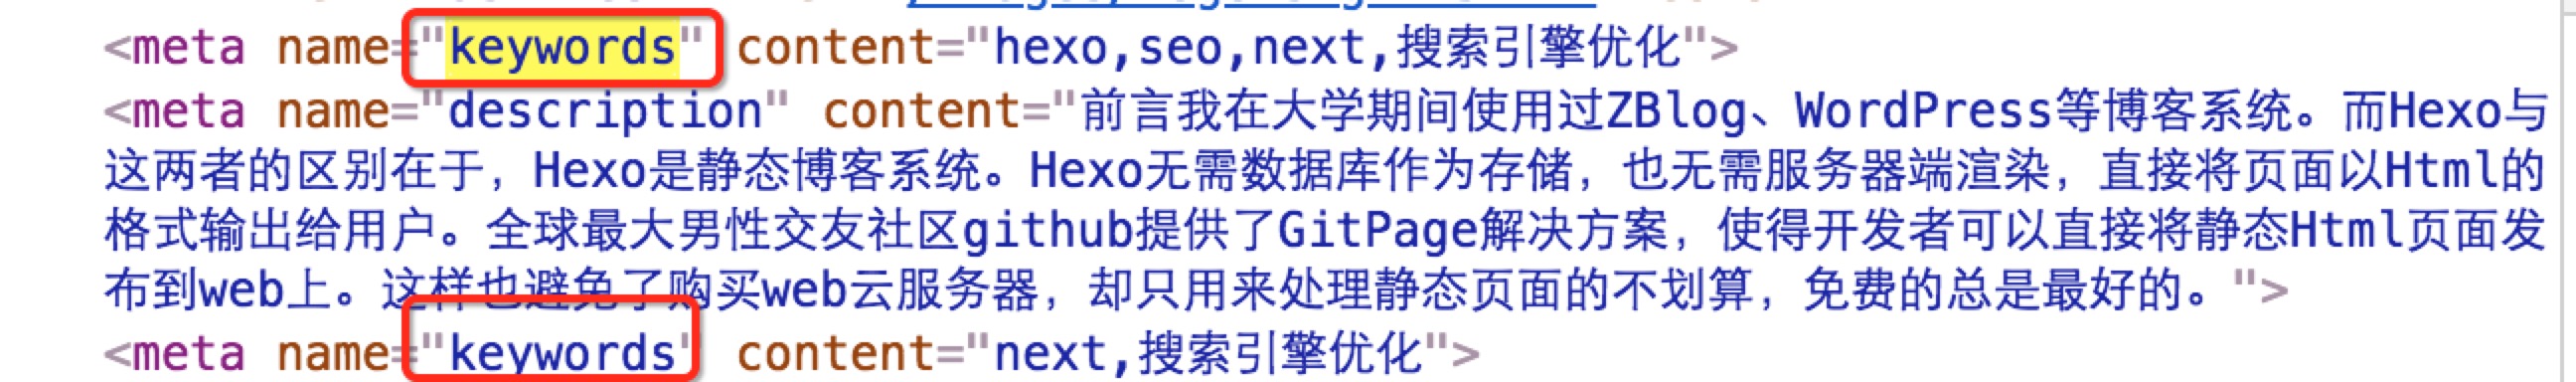 <meta name="keywords" content="hexo,seo,next,搜索引擎优化">
<meta name="description" content="前言我在大学期间使用过ZBlog、WordPress等博客系统。而Hexo与
这两者的区别在于，Hexo是静态博客系统。Hexo无需数据库作为存储，也无需服务器端渲染，直接将页面以Html的
格式输出给用户。全球最大男性交友社区github提供了GitPage解决方案，使得开发者可以直接将静态Html页面发
布到web上。这样也避免了购买web云服务器，却只用来处理静态页面的不划算，免费的总是最好的。">
<meta name="keywords" content="next,搜索引擎优化">